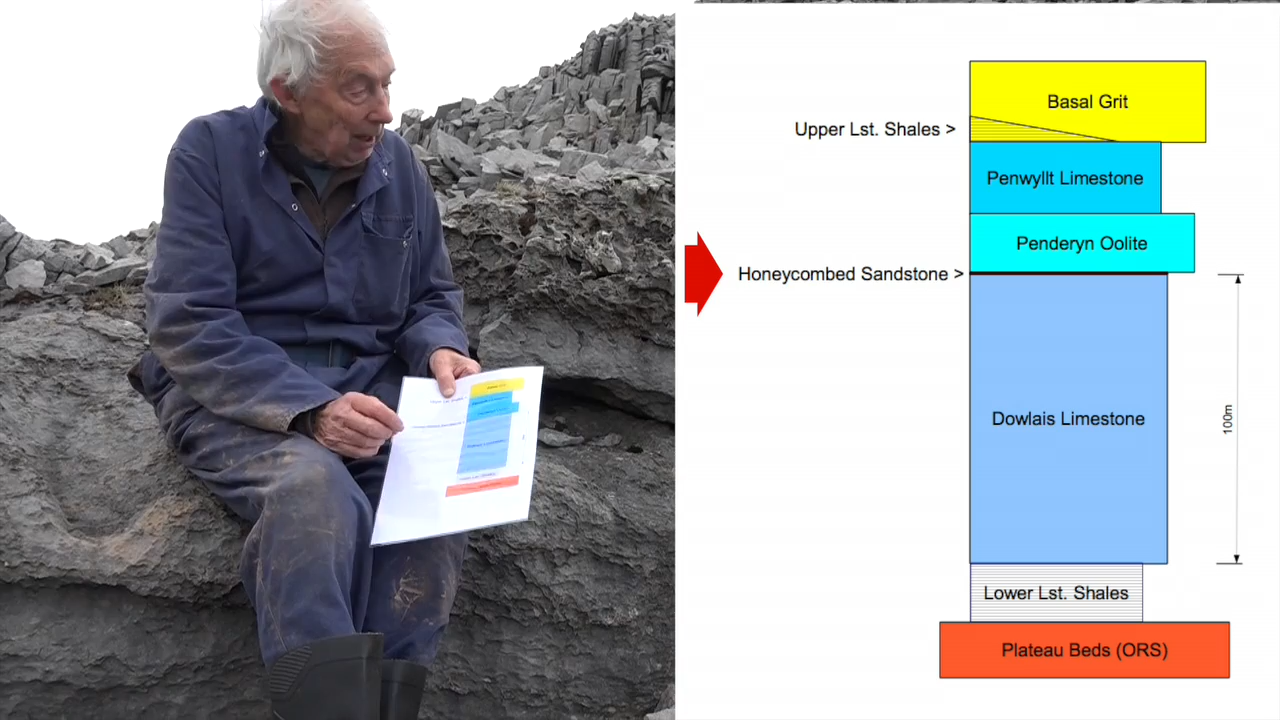 Basal Grit
Upper Lst. Shales >
Penwyllt Limestone
Penderyn Oolite
Honeycombed Sandstone >
Dowlais Limestone
100m
Lower Lst. Shales
Plateau Beds (ORS)